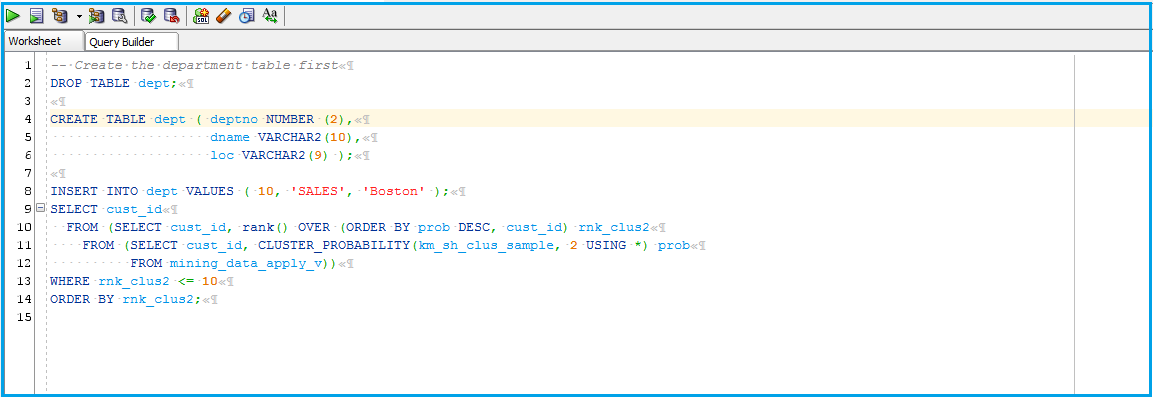 SQL
Aa
Worksheet
Query Builder
1 -- Create the department table first
2 DROP TABLE dept;
3
4 CREATE TABLE dept ( deptno NUMBER (2),
5                     dname VARCHAR2(10),
6                     loc VARCHAR2(9) );
7
8 INSERT INTO dept VALUES ( 10, 'SALES', 'Boston' );
9 SELECT cust_id
10   FROM (SELECT cust_id, rank() OVER (ORDER BY prob DESC, cust_id) rnk_clus2
11     FROM (SELECT cust_id, CLUSTER_PROBABILITY(km_sh_clus_sample, 2 USING *) prob
12           FROM mining_data_apply_v))
13 WHERE rnk_clus2 <= 10
14 ORDER BY rnk_clus2;
15